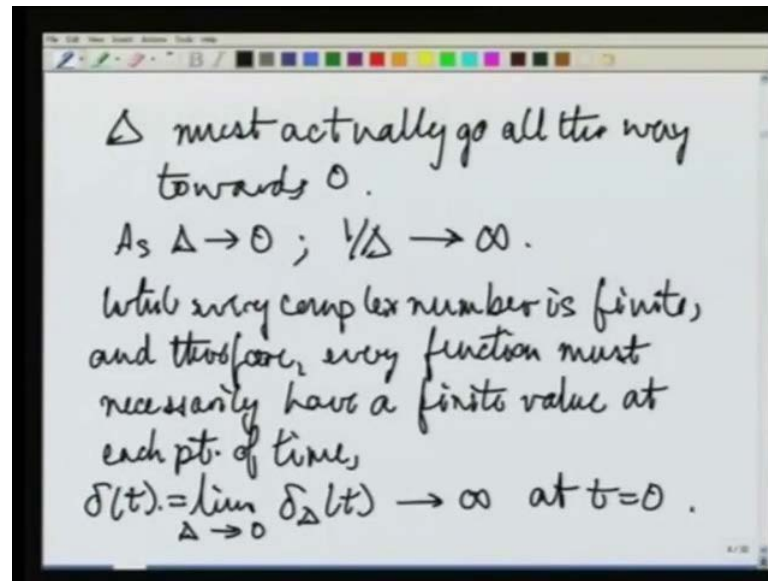 Δ must actually go all the way
towards 0.
As Δ → 0 ; 1/Δ → ∞.
While every complex number is finite,
and therefore, every function must
necessarily have a finite value at
each pt. of time,
δ(t).= lim δ_Δ(t) → ∞ at t=0 .
Δ → 0